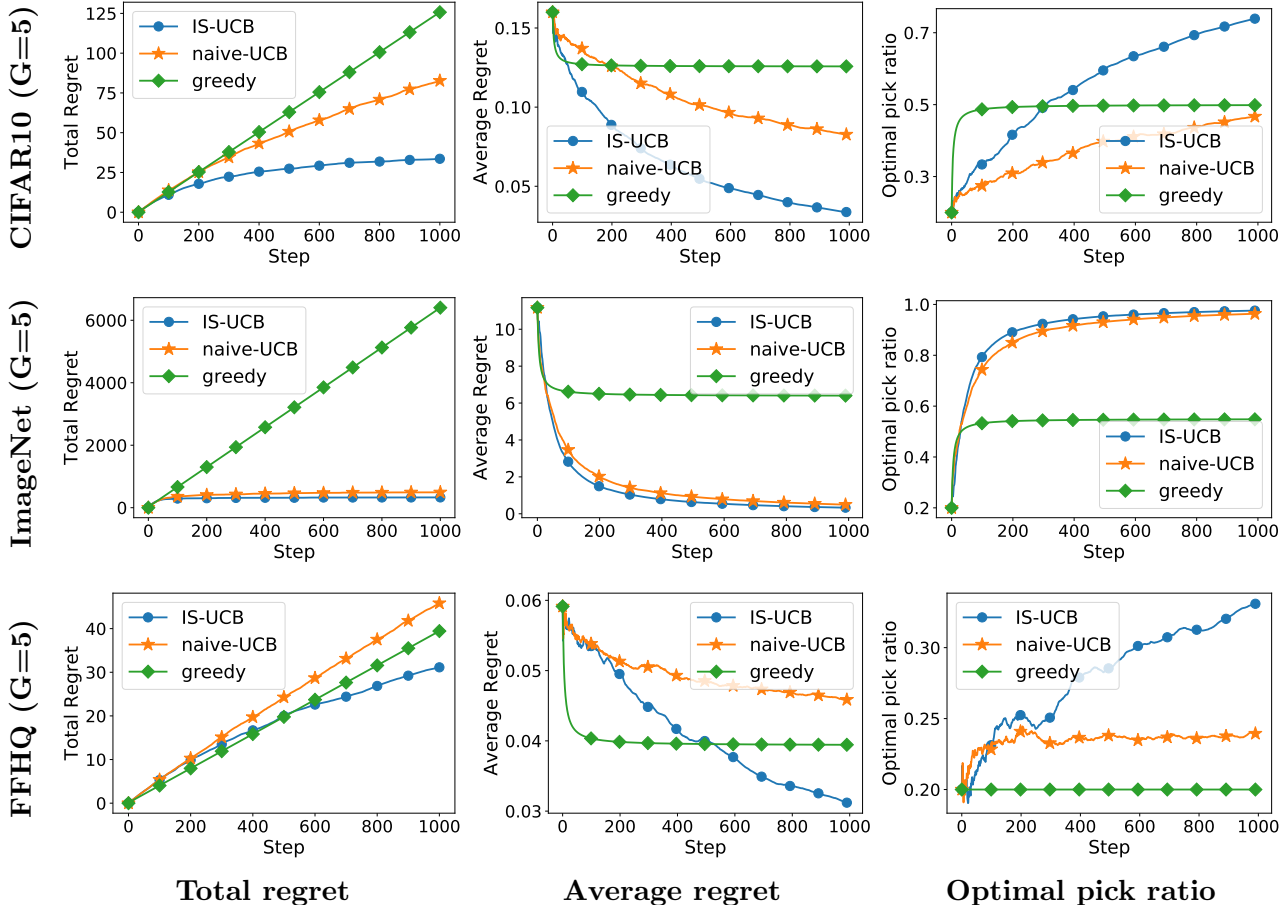 CIFAR10 (G=5)
Total Regret
125
100
75
50
25
0
IS-UCB
naive-UCB
greedy
0 200 400 600 800 1000
Step
Average Regret
0.15
0.10
0.05
IS-UCB
naive-UCB
greedy
0 200 400 600 800 1000
Step
Optimal pick ratio
0.7
0.5
0.3
IS-UCB
naive-UCB
greedy
0 200 400 600 800 1000
Step
ImageNet (G=5)
Total Regret
6000
4000
2000
0
IS-UCB
naive-UCB
greedy
0 200 400 600 800 1000
Step
Average Regret
10
8
6
4
2
0
IS-UCB
naive-UCB
greedy
0 200 400 600 800 1000
Step
Optimal pick ratio
1.0
0.8
0.6
0.4
0.2
IS-UCB
naive-UCB
greedy
0 200 400 600 800 1000
Step
FFHQ (G=5)
Total Regret
40
30
20
10
0
IS-UCB
naive-UCB
greedy
0 200 400 600 800 1000
Step
Average Regret
0.06
0.05
0.04
0.03
IS-UCB
naive-UCB
greedy
0 200 400 600 800 1000
Step
Optimal pick ratio
0.30
0.25
0.20
IS-UCB
naive-UCB
greedy
0 200 400 600 800 1000
Step
Total regret
Average regret
Optimal pick ratio